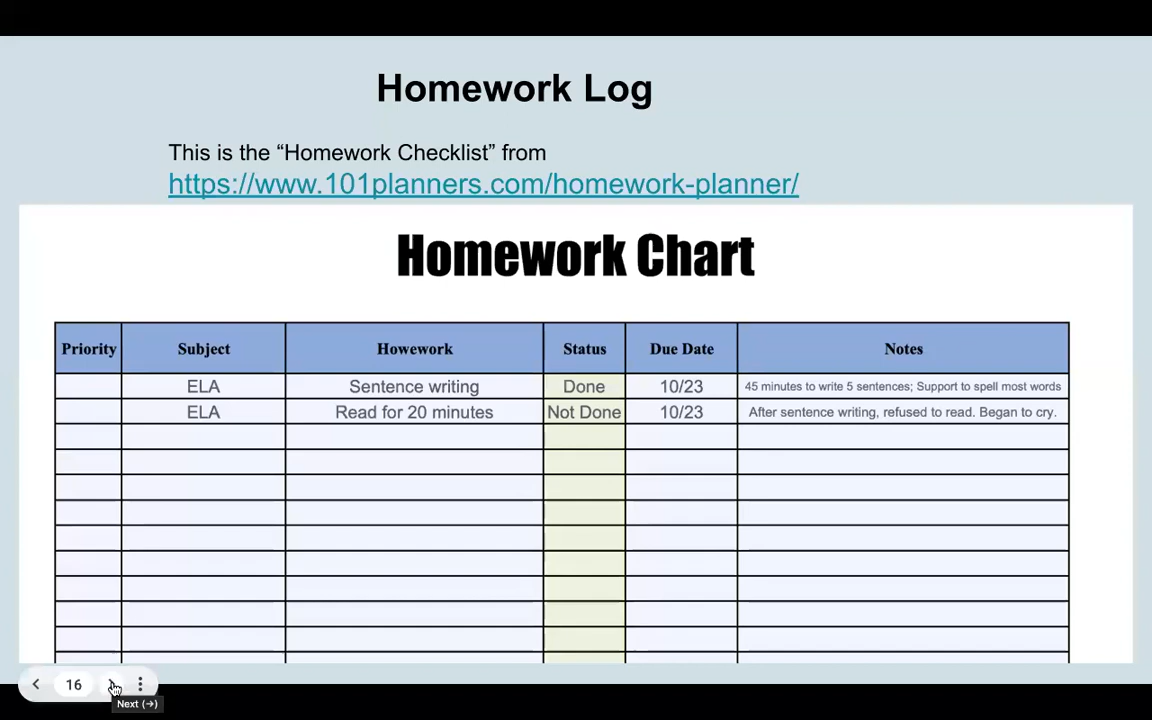 Homework Log
This is the “Homework Checklist” from
https://www.101planners.com/homework-planner/
Homework Chart
Priority Subject Howework Status Due Date Notes
ELA Sentence writing Done 10/23 45 minutes to write 5 sentences; Support to spell most words
ELA Read for 20 minutes Not Done 10/23 After sentence writing, refused to read. Began to cry.
16
Next (→)